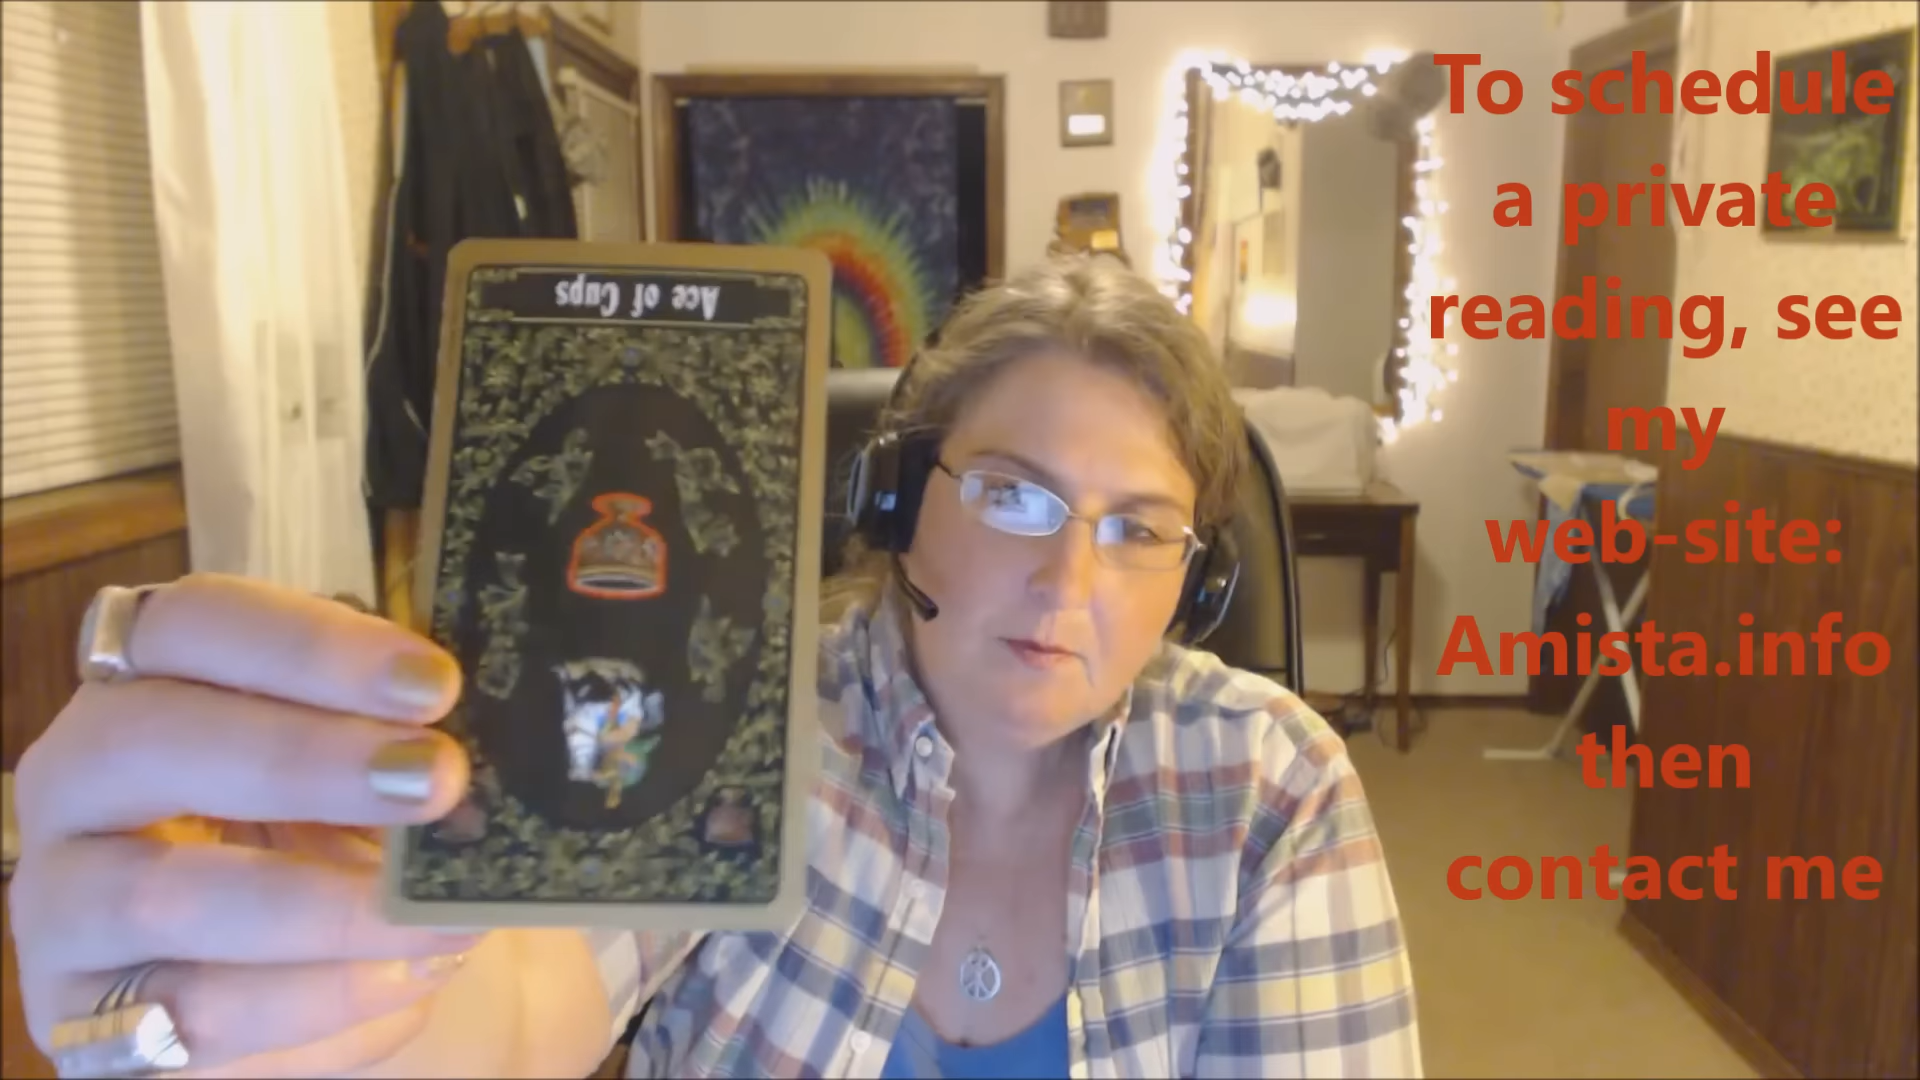 Ace of Cups
To schedule
a private
reading, see
my
web-site:
Amista.info
then
contact me